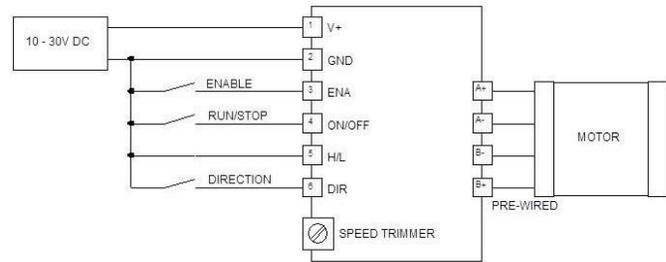 10 - 30V DC
1 V+
2 GND
ENABLE 3 ENA
RUN/STOP 4 ON/OFF
5 H/L
DIRECTION 6 DIR
SPEED TRIMMER
A+
A-
B-
B+
MOTOR
PRE-WIRED